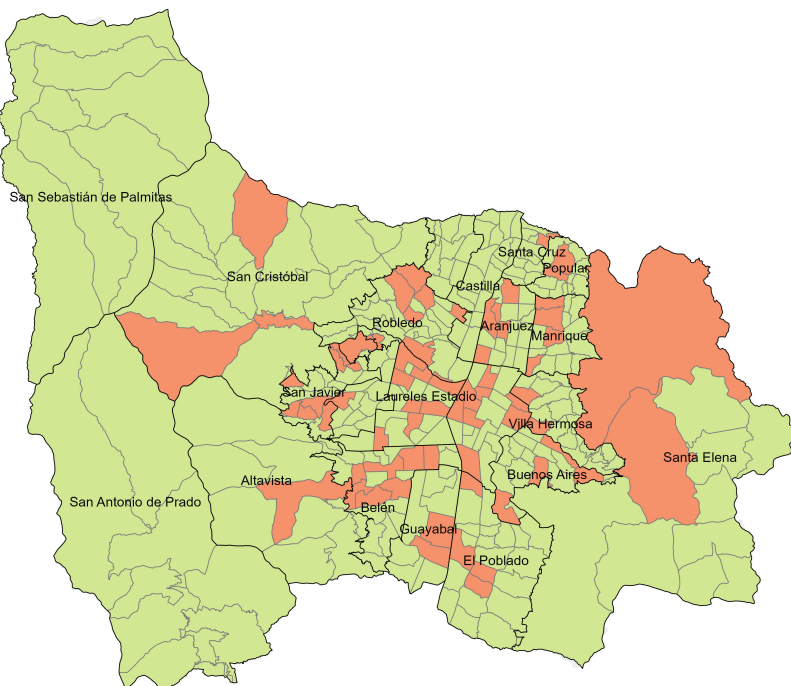 San Sebastián de Palmitas
Santa Cruz
Popular
San Cristóbal
Castilla
Robledo
Aranjuez
Manrique
San Javier
Laureles Estadio
Villa Hermosa
Santa Elena
Buenos Aires
Altavista
San Antonio de Prado
Belén
Guayabal
El Poblado